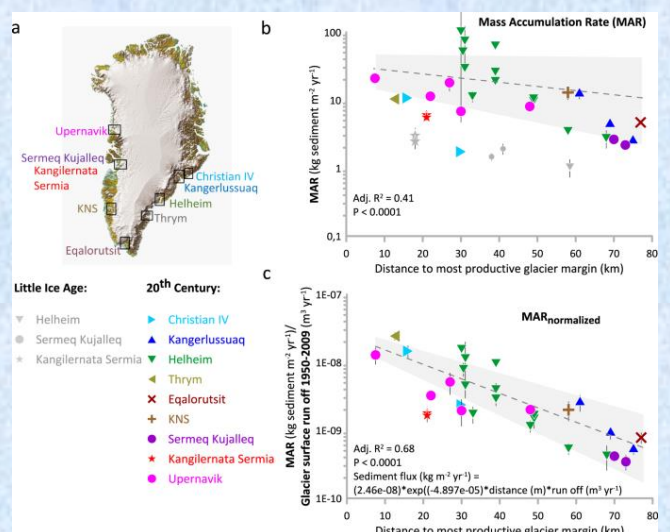 a
Upernavik
Sermeq Kujalleq
Kangilernata
Sermia
KNS
Eqalorutsit
Christian IV
Kangerlussuaq
Helheim
Thrym
Little Ice Age:
Helheim
Sermeq Kujalleq
Kangilernata Sermia
20th Century:
Christian IV
Kangerlussuaq
Helheim
Thrym
Eqalorutsit
KNS
Sermeq Kujalleq
Kangilernata Sermia
Upernavik
b
Mass Accumulation Rate (MAR)
MAR (kg sediment m-2 yr-1)
100
10
1
0,1
Adj. R2 = 0.41
P < 0.0001
0 10 20 30 40 50 60 70 80
Distance to most productive glacier margin (km)
c
MARnormalized
MAR (kg sediment m-2 yr-1)/
Glacier surface run off 1950-2009 (m3 yr-1)
1E-07
1E-08
1E-09
1E-10
Adj. R2 = 0.68
P < 0.0001
Sediment flux (kg m-2 yr-1) =
(2.46e-08)*exp((-4.897e-05)*distance (m)*run off (m3 yr-1)
0 10 20 30 40 50 60 70 80
Distance to most productive glacier margin (km)